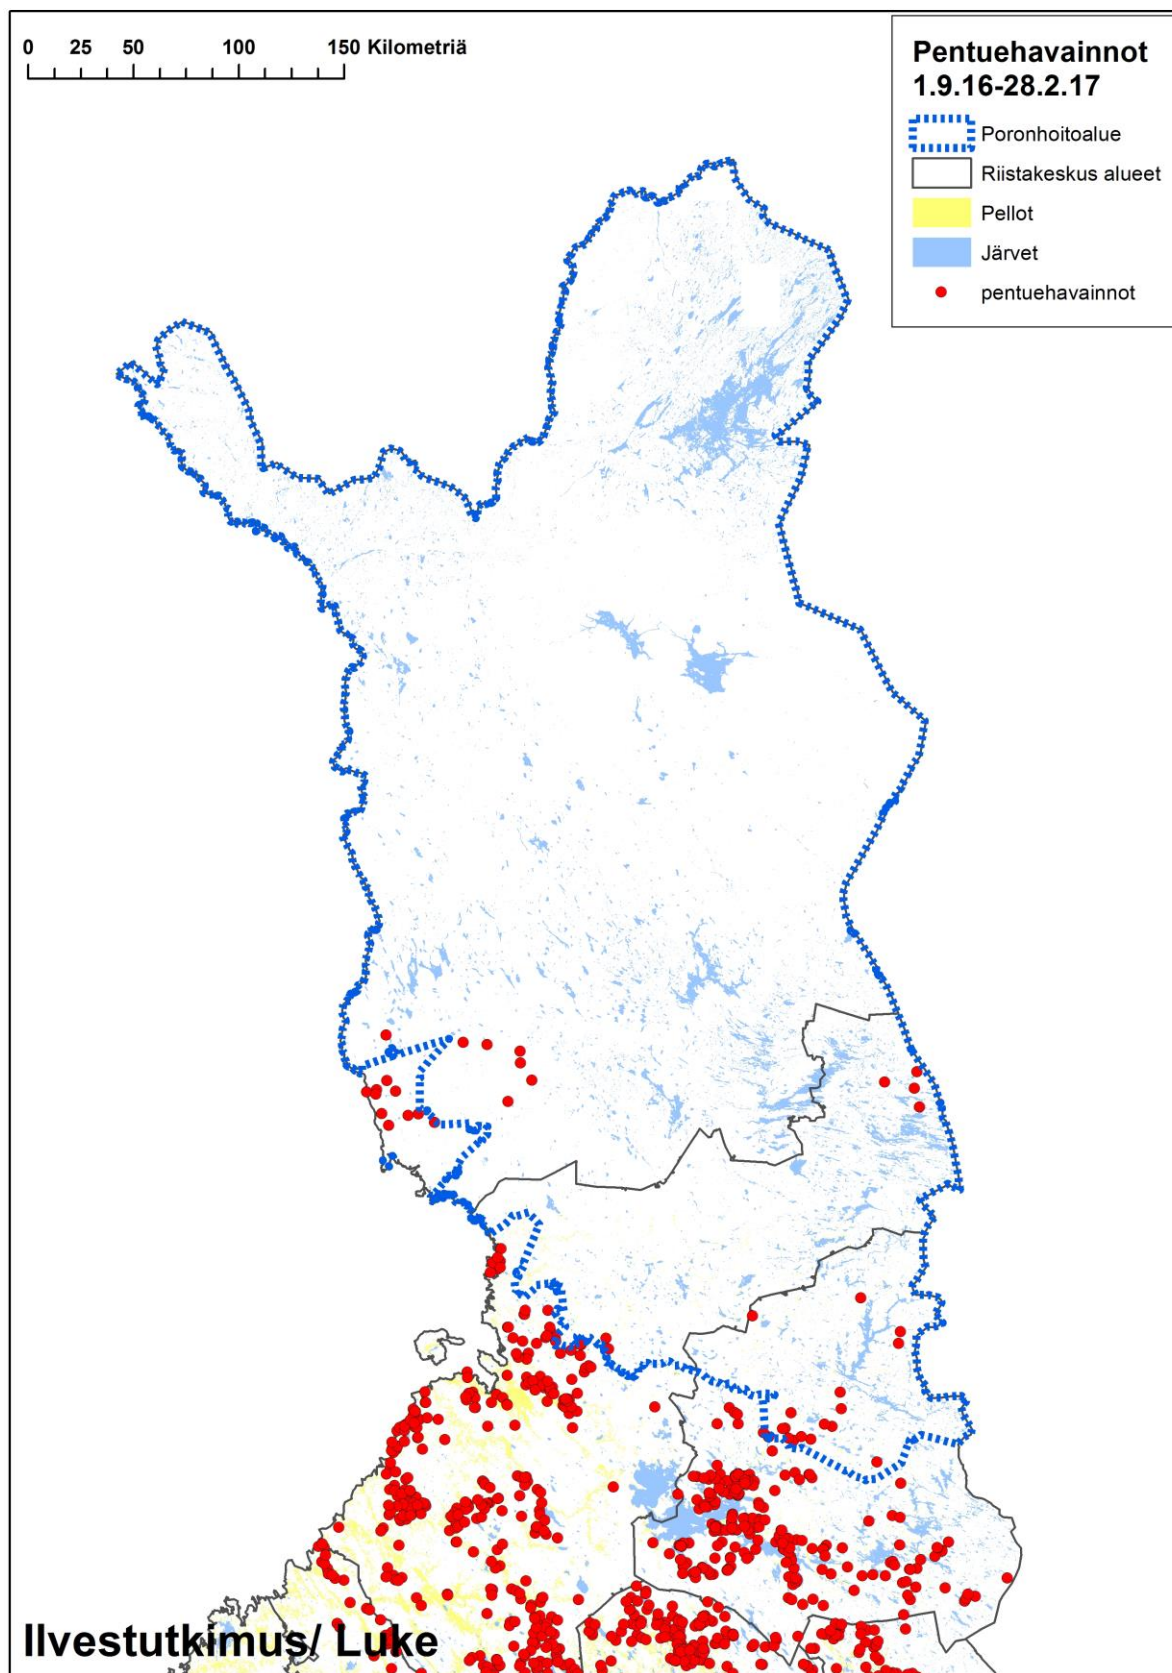 0 25 50 100 150 Kilometriä
Pentuehavainnot
1.9.16-28.2.17
Poronhoitoalue
Riistakeskus alueet
Pellot
Järvet
pentuehavainnot
Ilvestutkimus/ Luke